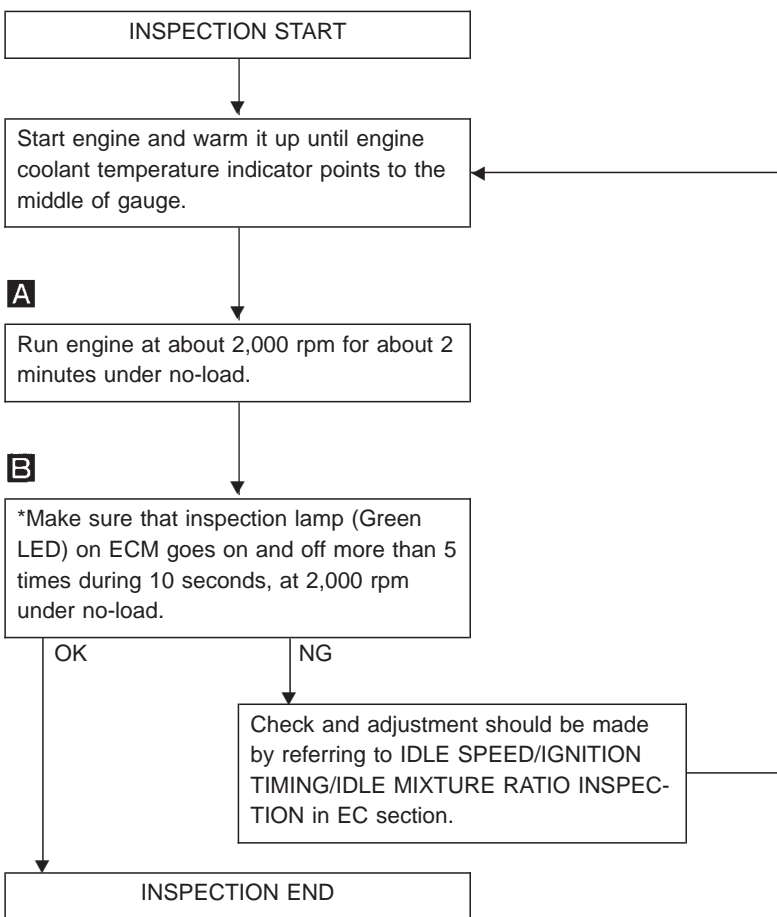 INSPECTION START
Start engine and warm it up until engine
coolant temperature indicator points to the
middle of gauge.
A
Run engine at about 2,000 rpm for about 2
minutes under no-load.
B
*Make sure that inspection lamp (Green
LED) on ECM goes on and off more than 5
times during 10 seconds, at 2,000 rpm
under no-load.
OK
NG
Check and adjustment should be made
by referring to IDLE SPEED/IGNITION
TIMING/IDLE MIXTURE RATIO INSPEC-
TION in EC section.
INSPECTION END